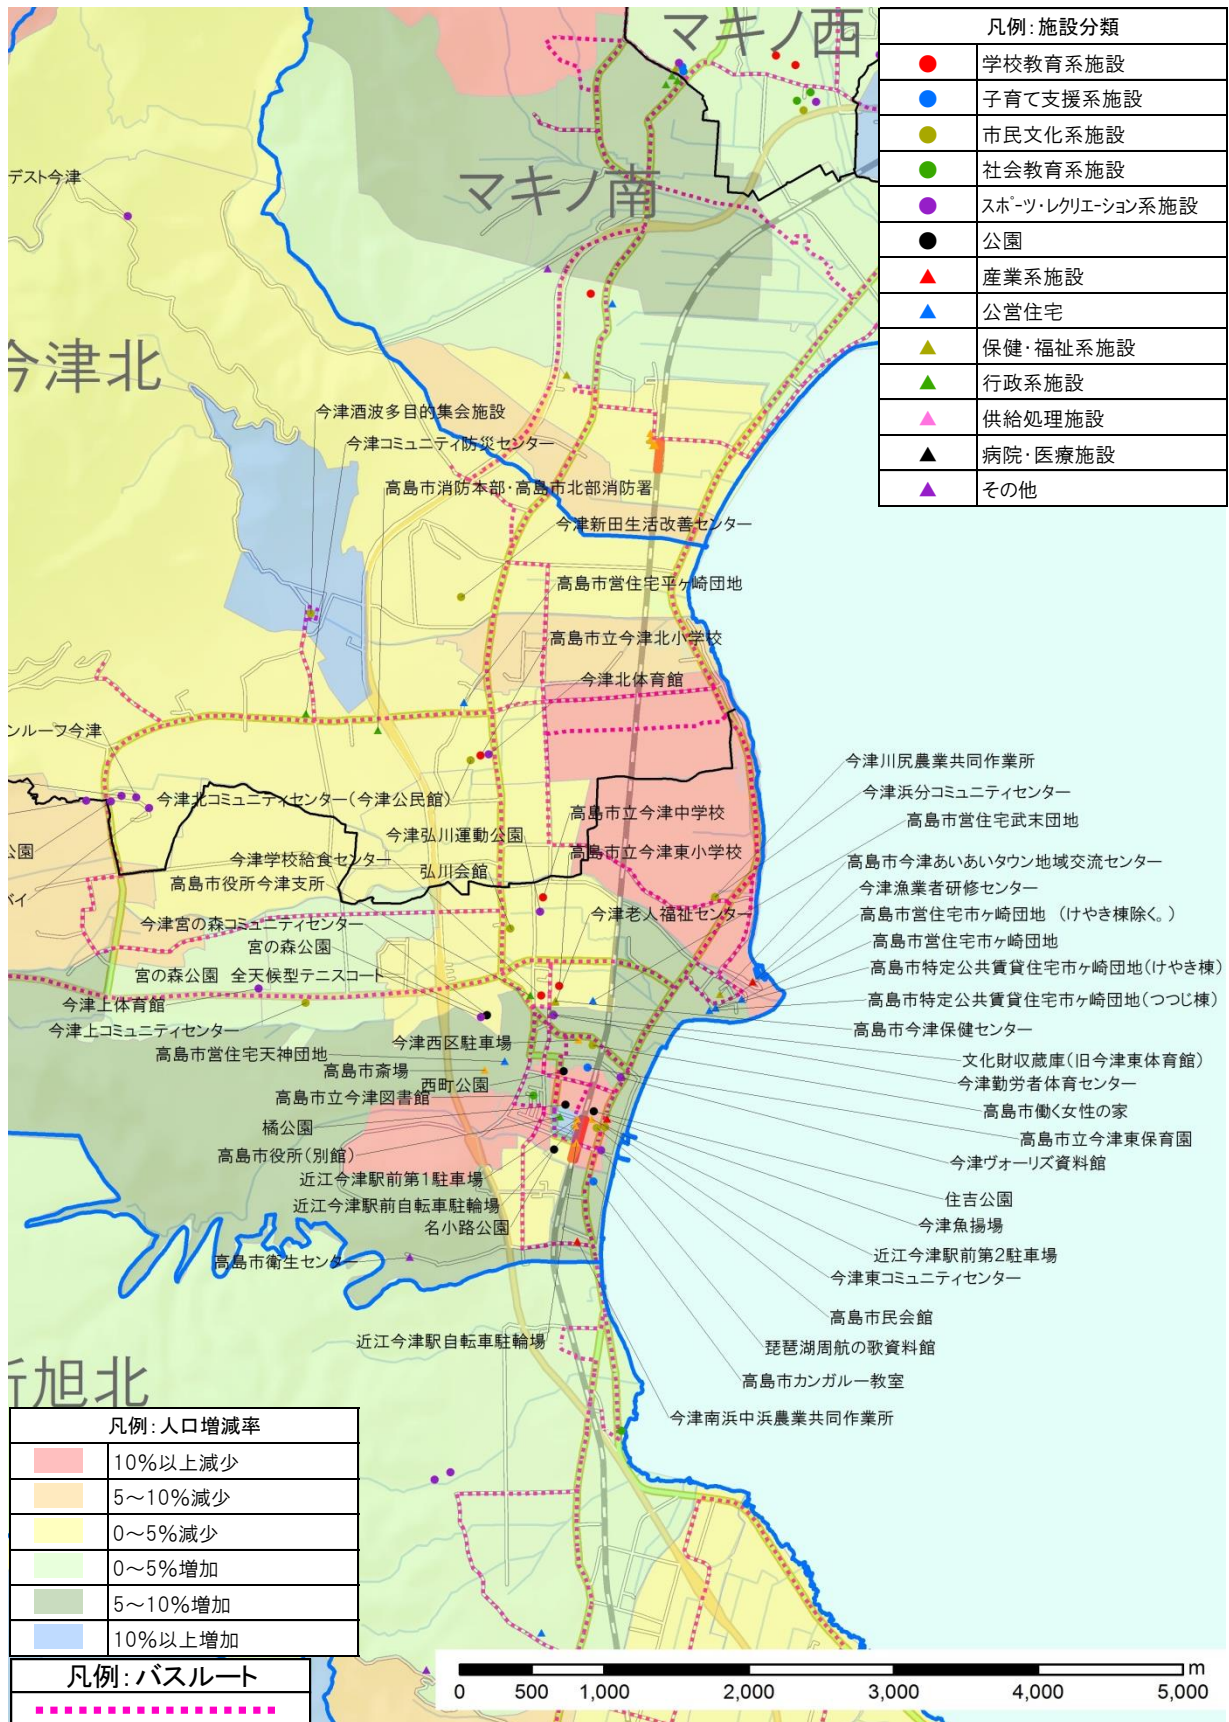 マキノ西
凡例：施設分類
学校教育系施設
子育て支援系施設
市民文化系施設
社会教育系施設
スポーツ・レクリエーション系施設
公園
産業系施設
公営住宅
保健・福祉系施設
行政系施設
供給処理施設
病院・医療施設
その他
マキノ南
デスト今津
今津北
今津酒波多目的集会施設
今津コミュニティ防災センター
高島市消防本部・高島市北部消防署
今津新田生活改善センター
高島市営住宅平ヶ崎団地
高島市立今津北小学校
今津北体育館
ンルーフ今津
今津川尻農業共同作業所
今津浜分コミュニティセンター
今津北コミュニティセンター(今津公民館)
高島市立今津中学校
高島市営住宅武末団地
今津弘川運動公園
公園
今津学校給食センター
高島市立今津東小学校
高島市今津あいあいタウン地域交流センター
弘川会館
高島市役所今津支所
今津漁業者研修センター
バイ
今津宮の森コミュニティセンター
今津老人福祉センター
高島市営住宅市ヶ崎団地 (けやき棟除く。)
宮の森公園
高島市営住宅市ヶ崎団地
宮の森公園 全天候型テニスコート
高島市特定公共賃貸住宅市ヶ崎団地(けやき棟)
今津上体育館
高島市特定公共賃貸住宅市ヶ崎団地(つつじ棟)
今津上コミュニティセンター
高島市今津保健センター
今津西区駐車場
高島市営住宅天神団地
文化財収蔵庫(旧今津東体育館)
高島市斎場
西町公園
今津勤労者体育センター
高島市立今津図書館
高島市働く女性の家
橘公園
高島市立今津東保育園
高島市役所(別館)
今津ヴォーリズ資料館
近江今津駅前第1駐車場
住吉公園
近江今津駅前自転車駐輪場
名小路公園
今津魚揚場
近江今津駅前第2駐車場
高島市衛生センター
今津東コミュニティセンター
高島市民会館
近江今津駅自転車駐輪場
琵琶湖周航の歌資料館
高島市カンガルー教室
新旭北
今津南浜中浜農業共同作業所
凡例：人口増減率
10％以上減少
5～10％減少
0～5％減少
0～5％増加
5～10％増加
10％以上増加
凡例：バスルート
m
0 500 1,000 2,000 3,000 4,000 5,000